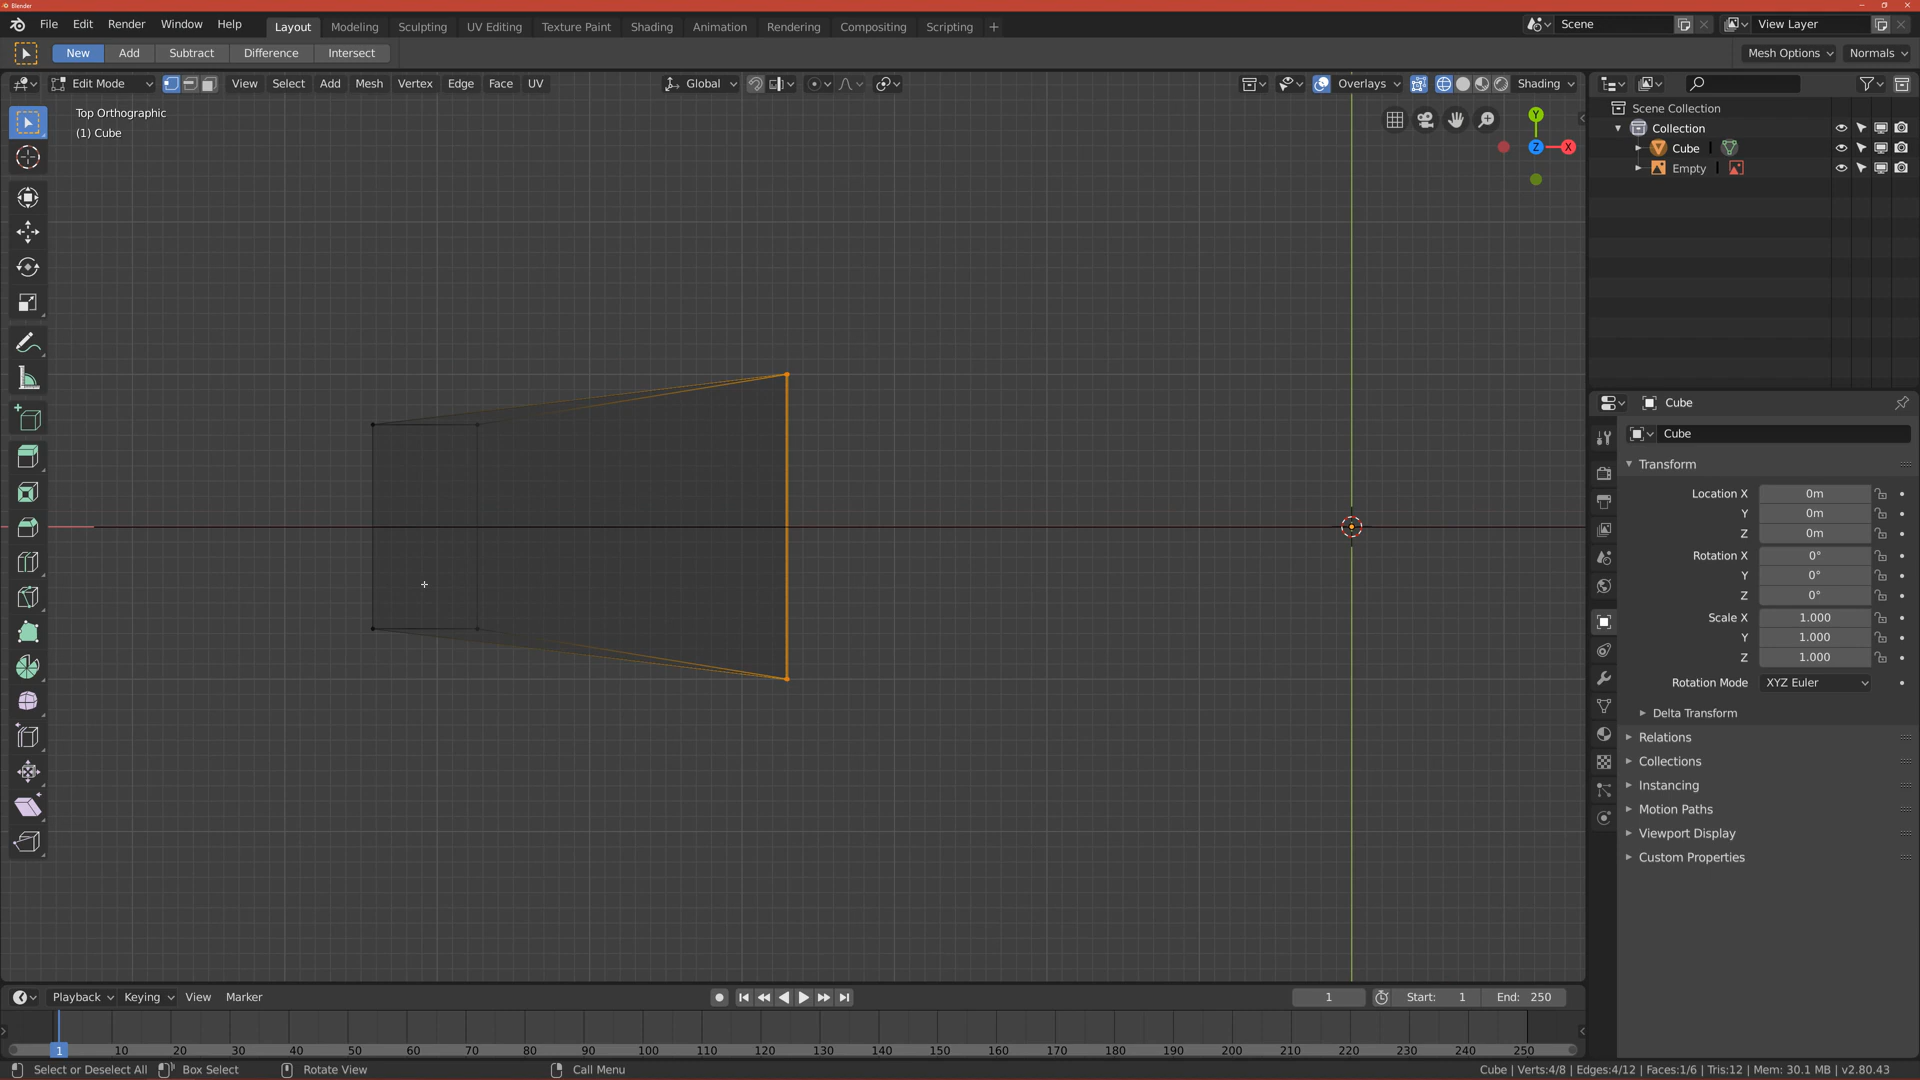 Blender
File Edit Render Window Help Layout Modeling Sculpting UV Editing Texture Paint Shading Animation Rendering Compositing Scripting + Scene View Layer
New Add Subtract Difference Intersect Mesh Options Normals
Edit Mode View Select Add Mesh Vertex Edge Face UV Global Overlays Shading
Top Orthographic
(1) Cube
Y
Z X
Scene Collection
Collection
Cube
Empty
Cube
Cube
Transform
Location X 0m
Y 0m
Z 0m
Rotation X 0°
Y 0°
Z 0°
Scale X 1.000
Y 1.000
Z 1.000
Rotation Mode XYZ Euler
Delta Transform
Relations
Collections
Instancing
Motion Paths
Viewport Display
Custom Properties
Playback Keying View Marker 1 Start: 1 End: 250
1 10 20 30 40 50 60 70 80 90 100 110 120 130 140 150 160 170 180 190 200 210 220 230 240 250
Select or Deselect All Box Select Rotate View Call Menu Cube | Verts:4/8 | Edges:4/12 | Faces:1/6 | Tris:12 | Mem: 30.1 MB | v2.80.43